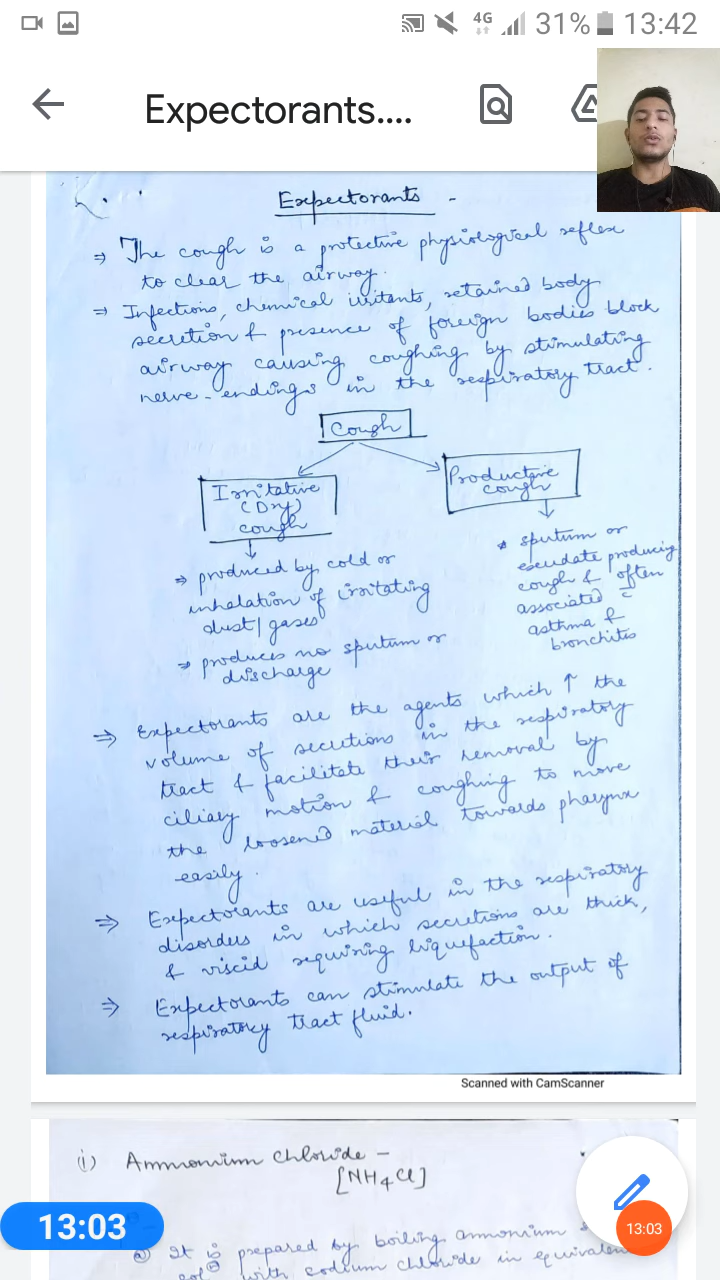 4G 31% 13:42
Expectorants....
Expectorants -
⇒ The cough is a protective physiological reflex
to clear the airway.
⇒ Infections, chemical irritants, retained body
secretion & presence of foreign bodies block
airway causing coughing by stimulating
nerve-endings in the respiratory tract.
Cough
Irritative
(Dry)
cough
Productive
cough
⇒ produced by cold or
inhalation of irritating
dust/gases
⇒ produces no sputum or
discharge
* sputum or
exudate producing
cough & often
associated c̄
asthma &
bronchitis
⇒ Expectorants are the agents which ↑ the
volume of secretions in the respiratory
tract & facilitate their removal by
ciliary motion & coughing to move
the loosened material towards pharynx
easily.
⇒ Expectorants are useful in the respiratory
disorders in which secretions are thick,
& viscid requiring liquefaction.
⇒ Expectorants can stimulate the output of
respiratory tract fluid.
Scanned with CamScanner
(i) Ammonium Chloride -
[NH4Cl]
13:03
13:03
It is prepared by boiling ammonium
with sodium chloride in